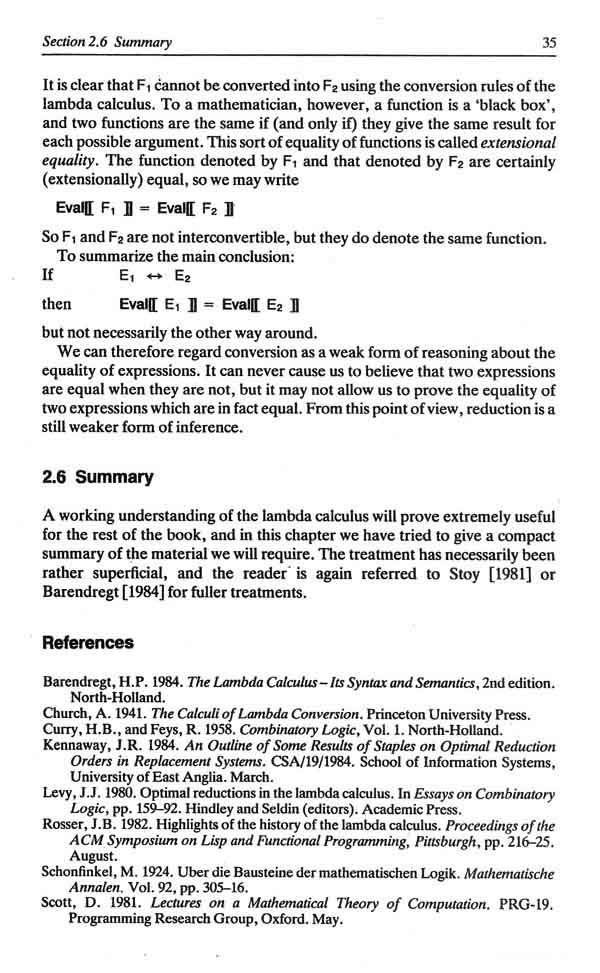 Section 2.6 Summary 35
It is clear that F₁ cannot be converted into F₂ using the conversion rules of the
lambda calculus. To a mathematician, however, a function is a ‘black box’,
and two functions are the same if (and only if) they give the same result for
each possible argument. This sort of equality of functions is called extensional
equality. The function denoted by F₁ and that denoted by F₂ are certainly
(extensionally) equal, so we may write
Eval⟦ F₁ ⟧ = Eval⟦ F₂ ⟧
So F₁ and F₂ are not interconvertible, but they do denote the same function.
To summarize the main conclusion:
If E₁ ↔ E₂
then Eval⟦ E₁ ⟧ = Eval⟦ E₂ ⟧
but not necessarily the other way around.
We can therefore regard conversion as a weak form of reasoning about the
equality of expressions. It can never cause us to believe that two expressions
are equal when they are not, but it may not allow us to prove the equality of
two expressions which are in fact equal. From this point of view, reduction is a
still weaker form of inference.
2.6 Summary
A working understanding of the lambda calculus will prove extremely useful
for the rest of the book, and in this chapter we have tried to give a compact
summary of the material we will require. The treatment has necessarily been
rather superficial, and the reader is again referred to Stoy [1981] or
Barendregt [1984] for fuller treatments.
References
Barendregt, H.P. 1984. The Lambda Calculus – Its Syntax and Semantics, 2nd edition.
North-Holland.
Church, A. 1941. The Calculi of Lambda Conversion. Princeton University Press.
Curry, H.B., and Feys, R. 1958. Combinatory Logic, Vol. 1. North-Holland.
Kennaway, J.R. 1984. An Outline of Some Results of Staples on Optimal Reduction
Orders in Replacement Systems. CSA/19/1984. School of Information Systems,
University of East Anglia. March.
Levy, J.J. 1980. Optimal reductions in the lambda calculus. In Essays on Combinatory
Logic, pp. 159–92. Hindley and Seldin (editors). Academic Press.
Rosser, J.B. 1982. Highlights of the history of the lambda calculus. Proceedings of the
ACM Symposium on Lisp and Functional Programming, Pittsburgh, pp. 216–25.
August.
Schonfinkel, M. 1924. Uber die Bausteine der mathematischen Logik. Mathematische
Annalen. Vol. 92, pp. 305–16.
Scott, D. 1981. Lectures on a Mathematical Theory of Computation. PRG-19.
Programming Research Group, Oxford. May.